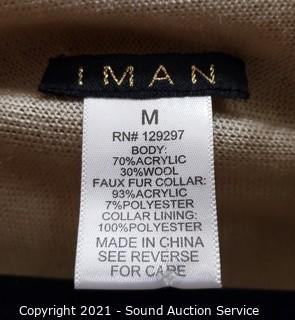 IMAN
M
RN# 129297
BODY:
70%ACRYLIC
30%WOOL
FAUX FUR COLLAR:
93%ACRYLIC
7%POLYESTER
COLLAR LINING:
100%POLYESTER
MADE IN CHINA
SEE REVERSE
FOR CARE
Copyright 2021 - Sound Auction Service